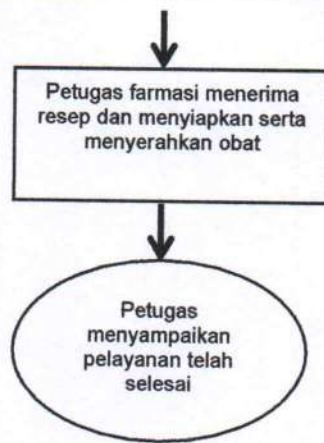 Petugas farmasi menerima
resep dan menyiapkan serta
menyerahkan obat
Petugas
menyampaikan
pelayanan telah
selesai